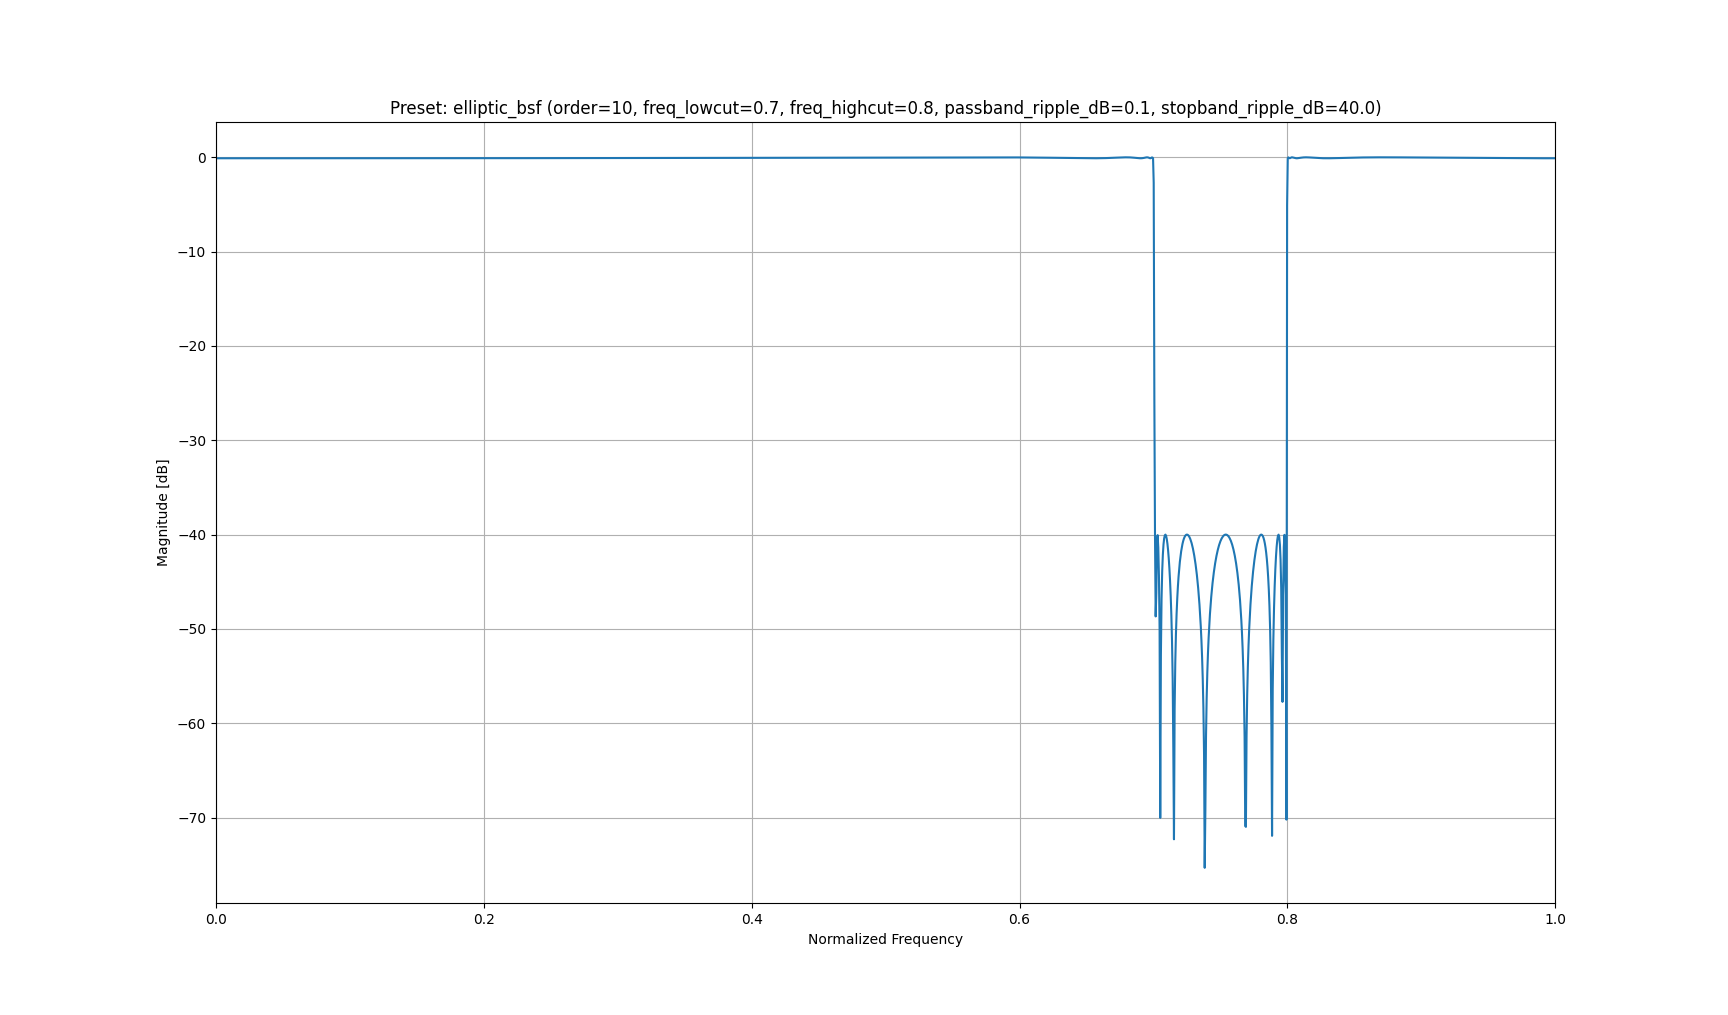 Preset: elliptic_bsf (order=10, freq_lowcut=0.7, freq_highcut=0.8, passband_ripple_dB=0.1, stopband_ripple_dB=40.0)
0
−10
−20
−30
−40
−50
−60
−70
Magnitude [dB]
0.0 0.2 0.4 0.6 0.8 1.0
Normalized Frequency